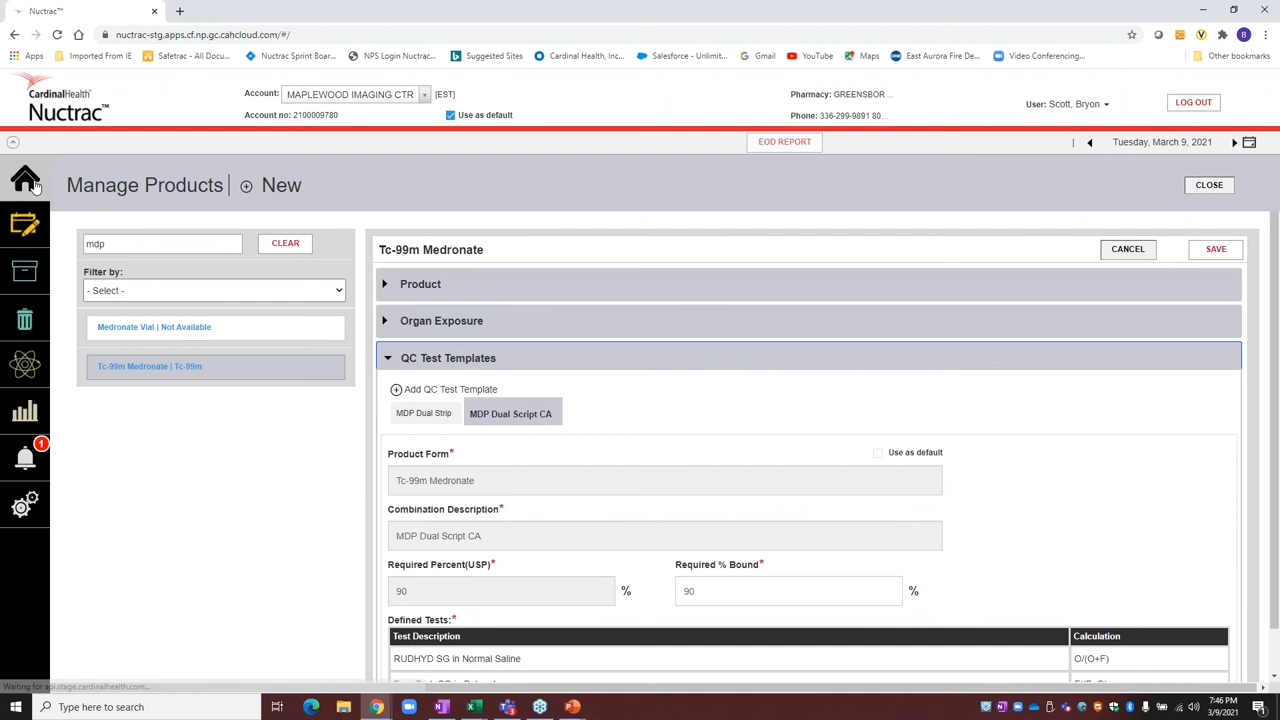 Nuctrac™
nuctrac-stg.apps.cf.np.gc.cahcloud.com/#/
B
Apps
Imported From IE
Safetrac - All Docu...
Nuctrac Sprint Boar...
NPS Login Nuctrac...
Suggested Sites
Cardinal Health, Inc...
Salesforce - Unlimit...
Gmail
YouTube
Maps
East Aurora Fire De...
Video Conferencing...
Other bookmarks
CardinalHealth™
Nuctrac™
Account: MAPLEWOOD IMAGING CTR [EST]
Account no: 2100009780
Use as default
Pharmacy: GREENSBOR ...
Phone: 336-299-9891 80...
User: Scott, Bryon
LOG OUT
EOD REPORT
Tuesday, March 9, 2021
Manage Products
New
CLOSE
mdp
CLEAR
Filter by:
- Select -
Medronate Vial | Not Available
Tc-99m Medronate | Tc-99m
1
Tc-99m Medronate
CANCEL
SAVE
Product
Organ Exposure
QC Test Templates
Add QC Test Template
MDP Dual Strip
MDP Dual Script CA
Product Form*
Use as default
Tc-99m Medronate
Combination Description*
MDP Dual Script CA
Required Percent(USP)*
Required % Bound*
90 %
90 %
Defined Tests:*
Test Description
Calculation
RUDHYD SG in Normal Saline
O/(O+F)
Waiting for api.stage.cardinalhealth.com...
Type here to search
7:46 PM
3/9/2021